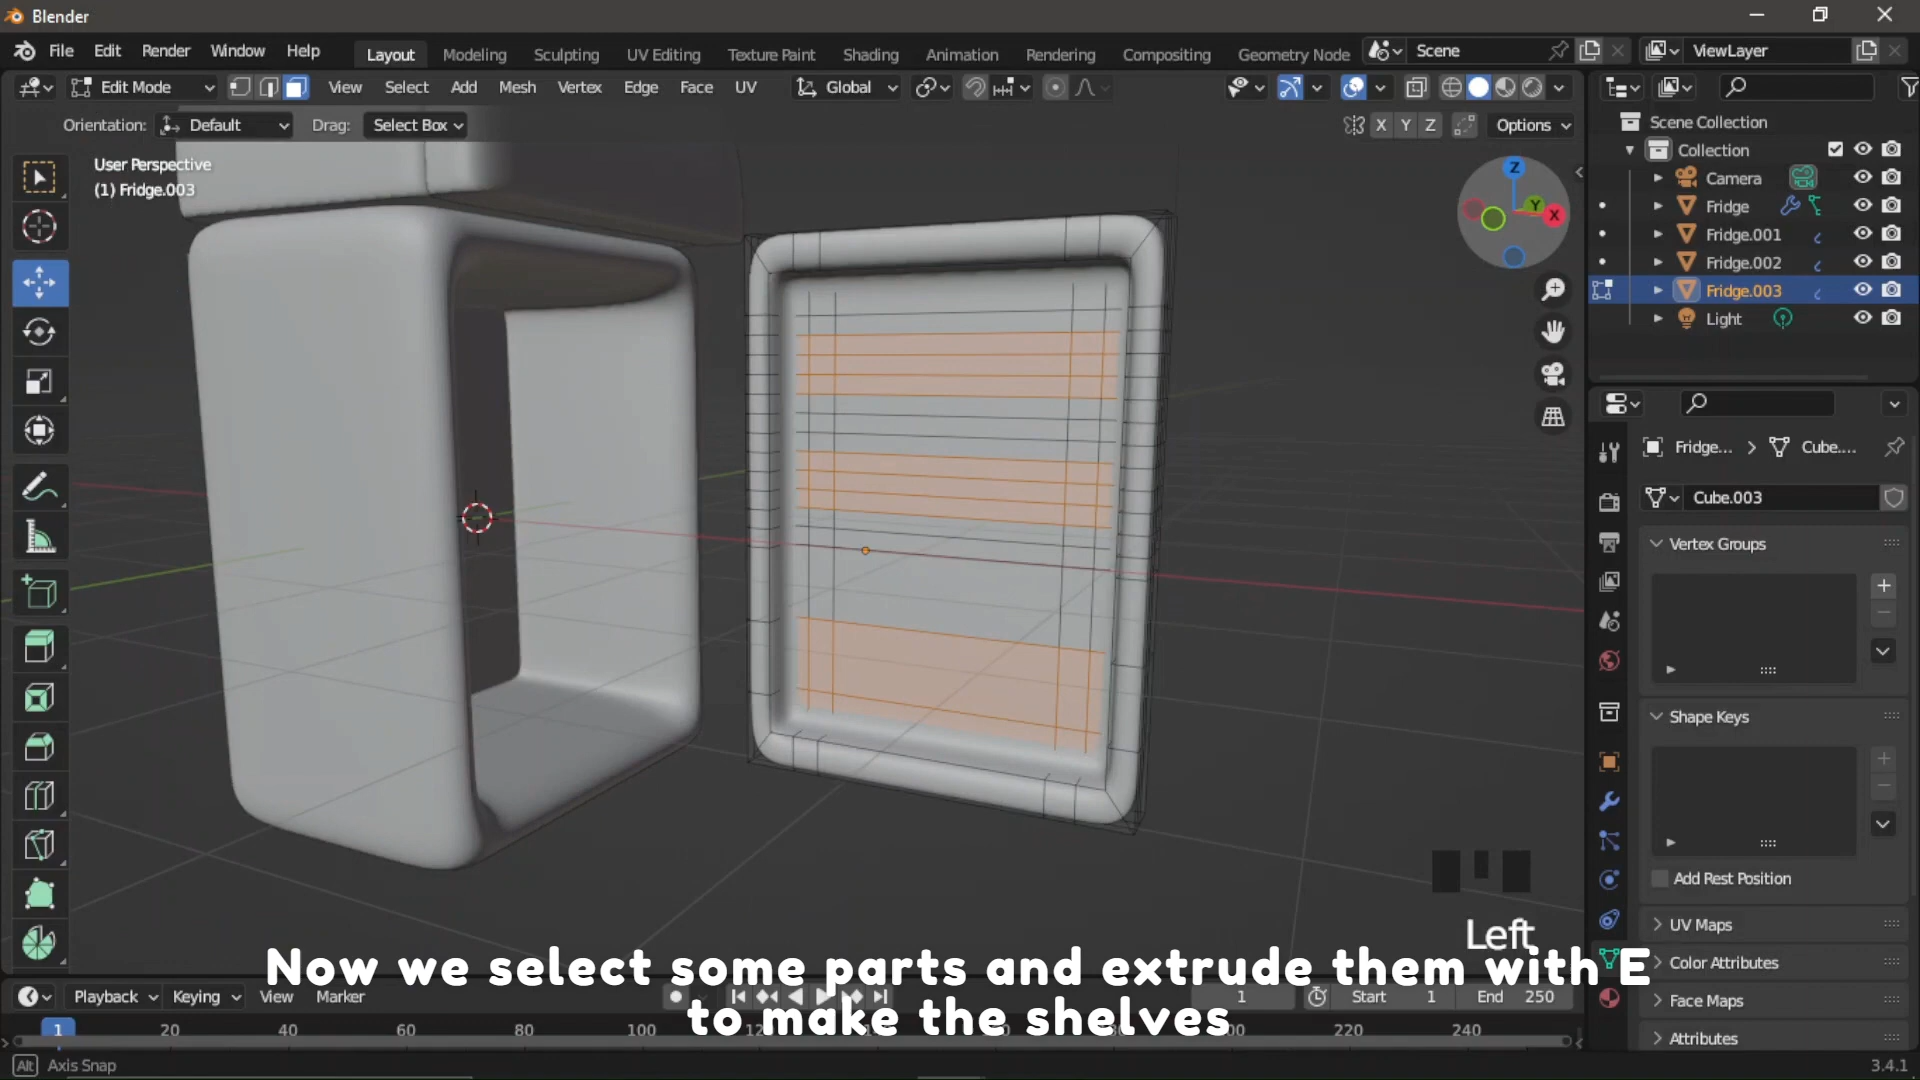 Blender
File Edit Render Window Help Layout Modeling Sculpting UV Editing Texture Paint Shading Animation Rendering Compositing Geometry Node Scene ViewLayer
Edit Mode View Select Add Mesh Vertex Edge Face UV Global
Orientation: Default Drag: Select Box X Y Z Options
User Perspective
(1) Fridge.003
Z
Y
X
Scene Collection
Collection
Camera
Fridge
Fridge.001
Fridge.002
Fridge.003
Light
Fridge... Cube....
Cube.003
Vertex Groups
Shape Keys
Add Rest Position
UV Maps
Color Attributes
Face Maps
Attributes
Left
Now we select some parts and extrude them with E
to make the shelves
Playback Keying View Marker 1 Start 1 End 250
1 20 40 60 80 100 220 240
Alt Axis Snap 3.4.1